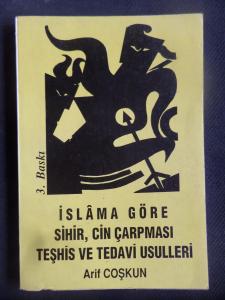 3. Baskı
İSLÂMA GÖRE
SİHİR, CİN ÇARPMASI
TEŞHİS VE TEDAVİ USULLERİ
Arif COŞKUN